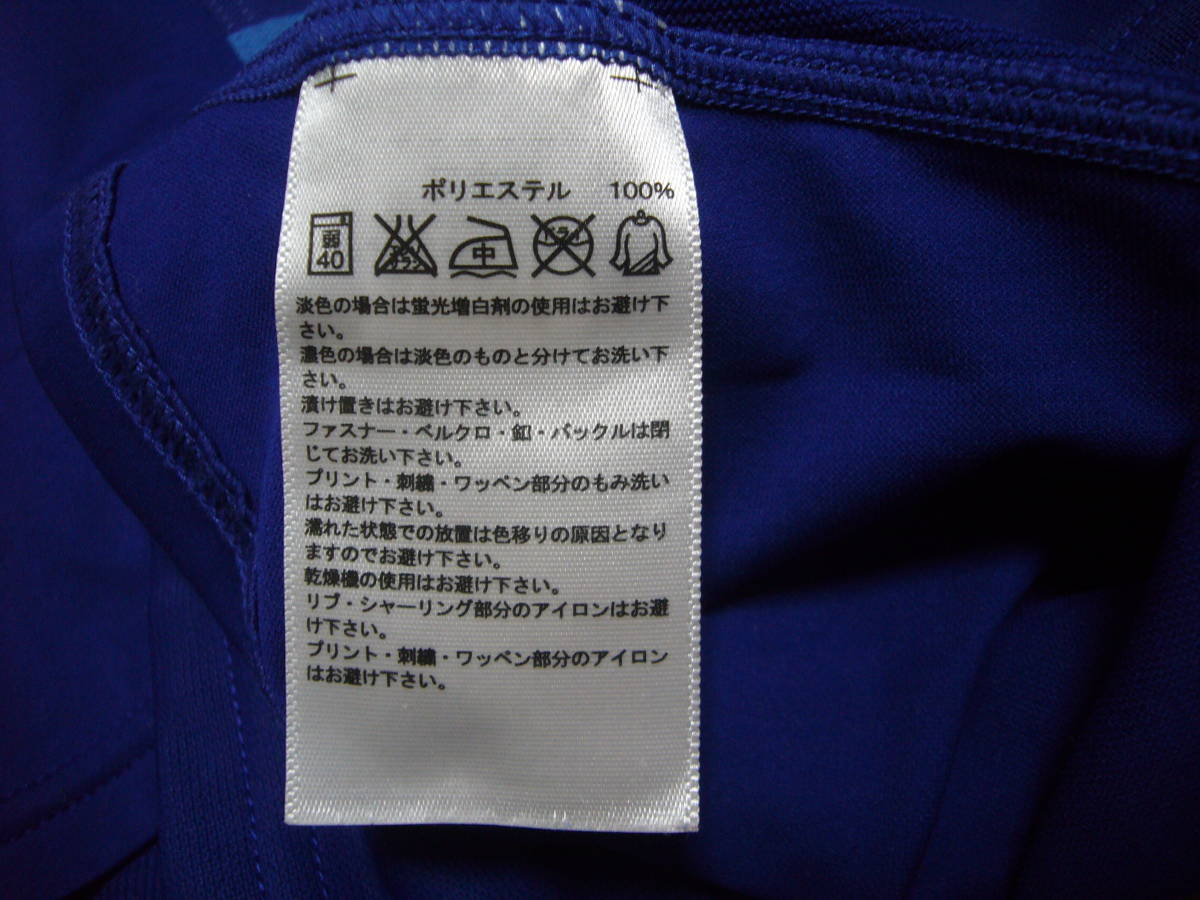 ポリエステル 100%
弱
40
エンソ
サラシ
中
ドライ
淡色の場合は蛍光増白剤の使用はお避け下
さい。
濃色の場合は淡色のものと分けてお洗い下
さい。
漬け置きはお避け下さい。
ファスナー・ベルクロ・釦・バックルは閉
じてお洗い下さい。
プリント・刺繍・ワッペン部分のもみ洗い
はお避け下さい。
濡れた状態での放置は色移りの原因となり
ますのでお避け下さい。
乾燥機の使用はお避け下さい。
リブ・シャーリング部分のアイロンはお避
け下さい。
プリント・刺繍・ワッペン部分のアイロン
はお避け下さい。